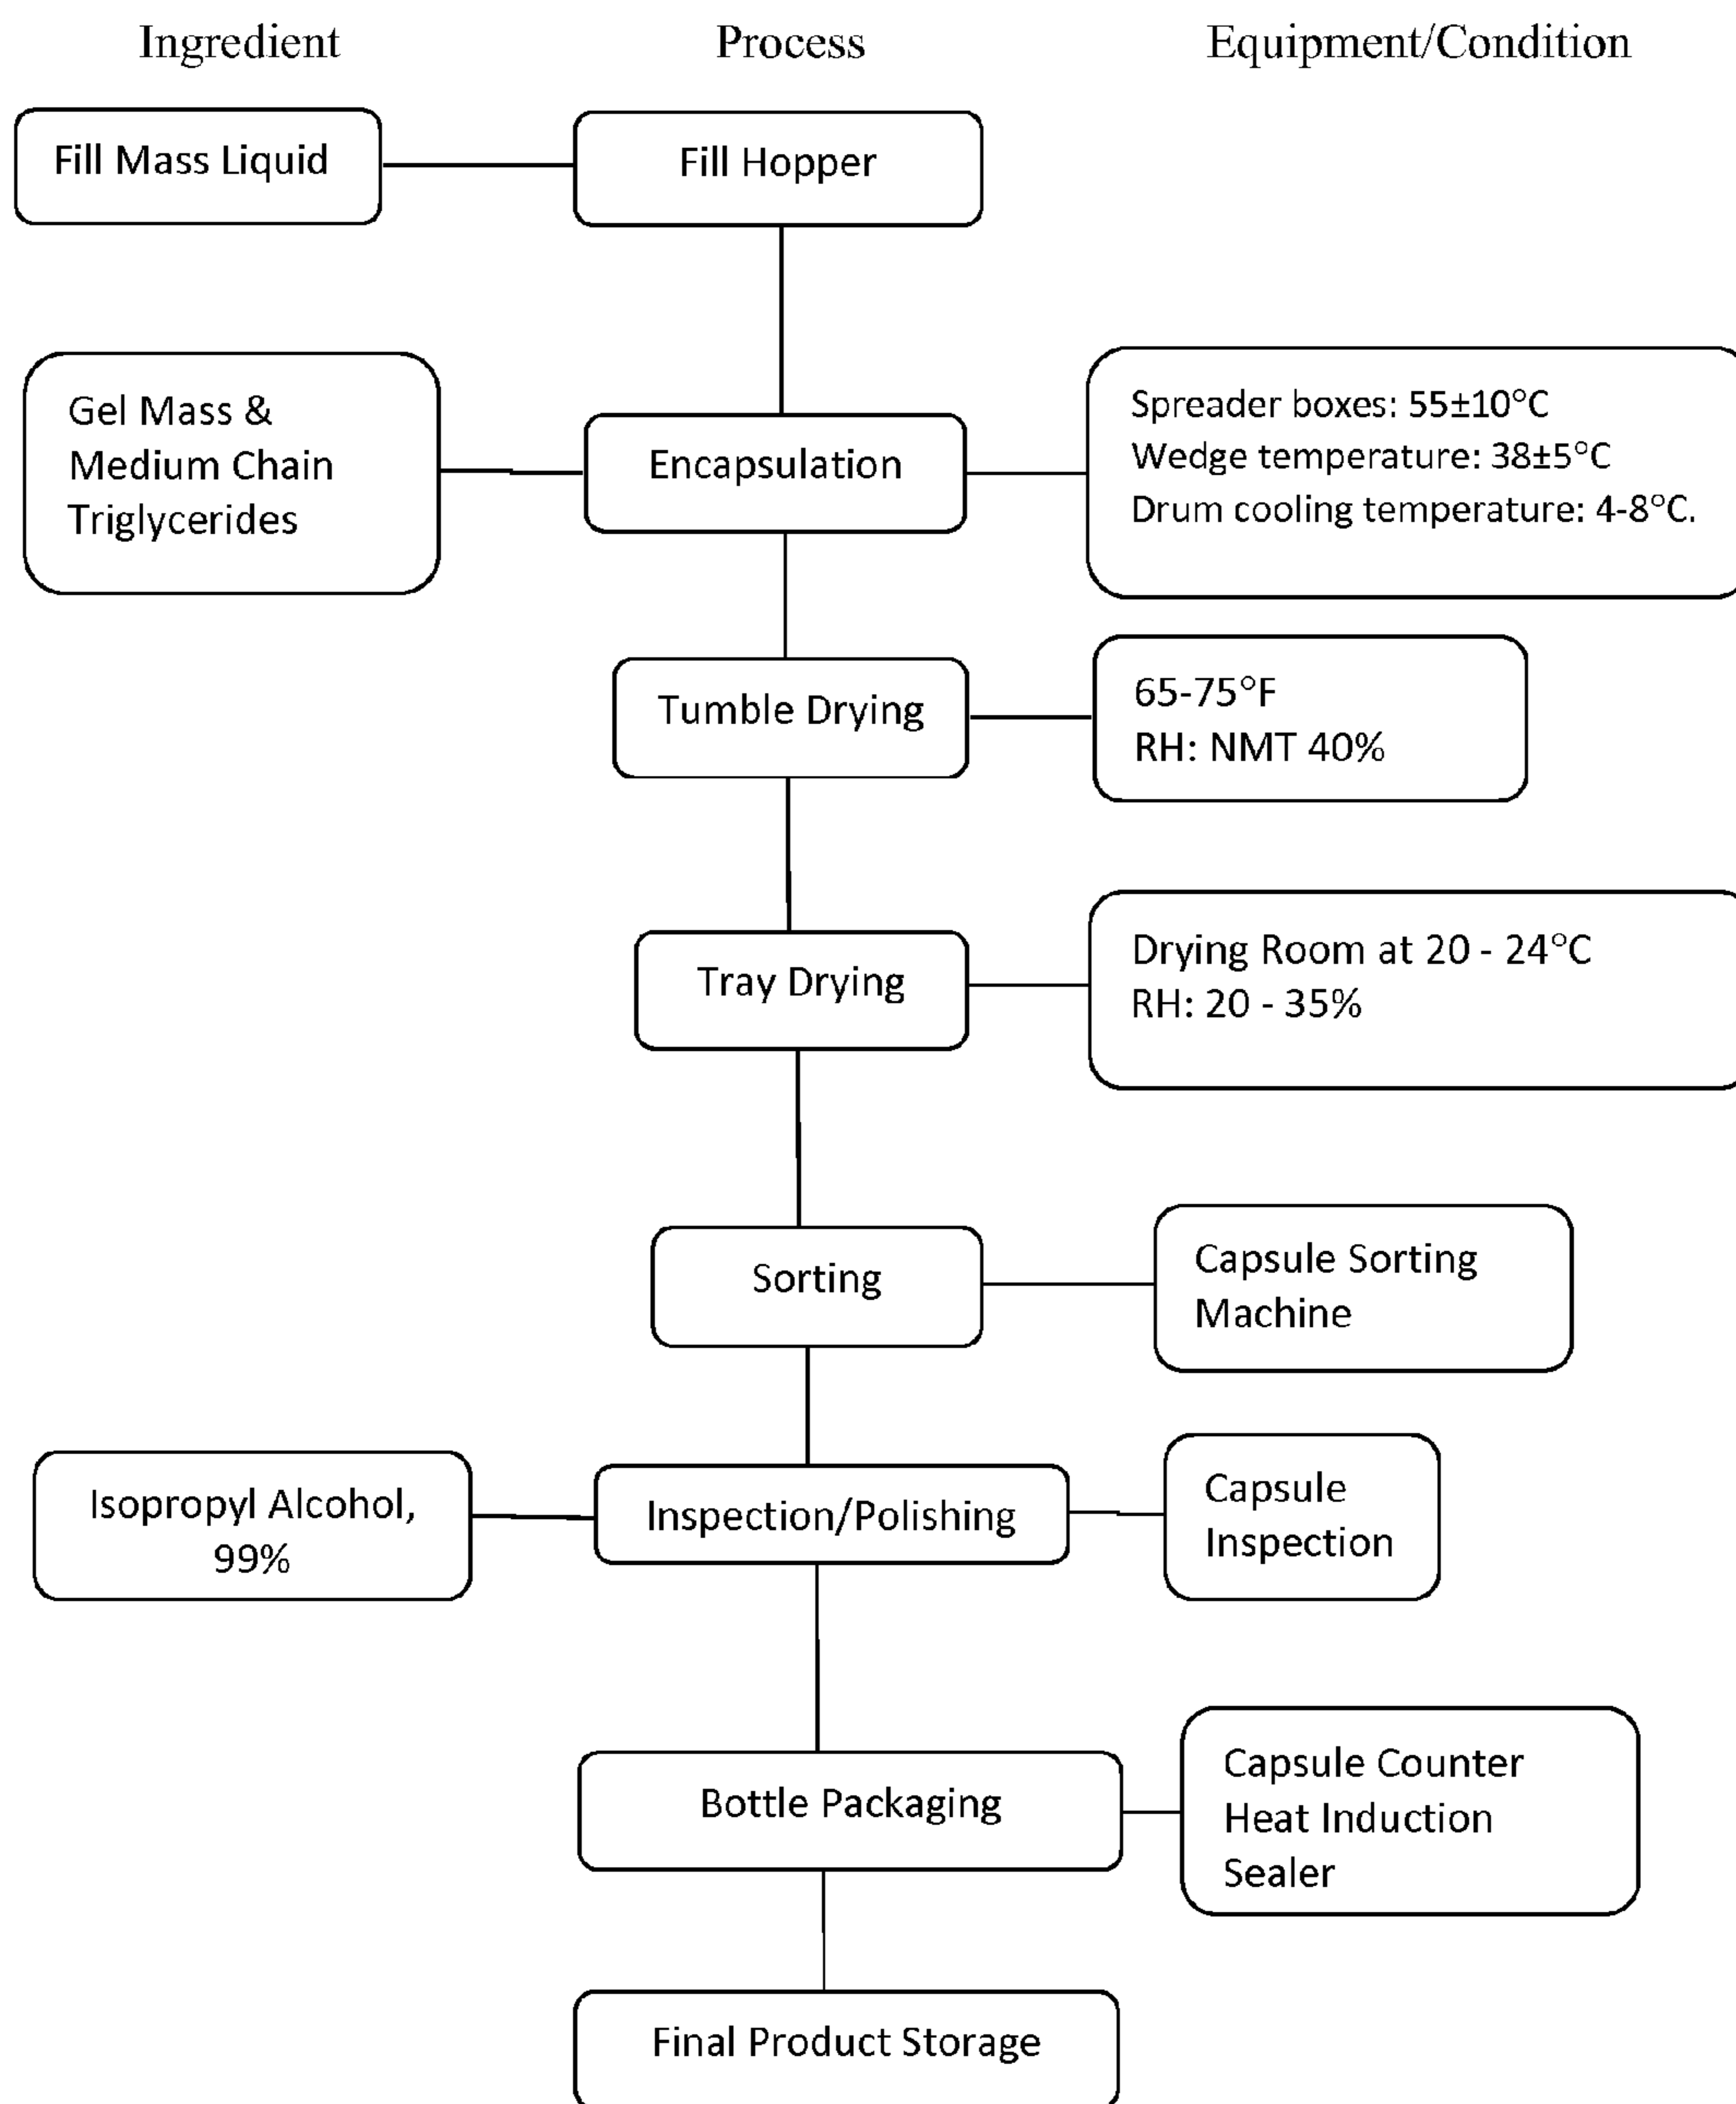 Ingredient
Process
Equipment/Condition
Fill Mass Liquid
Fill Hopper
Gel Mass &
Medium Chain
Triglycerides
Encapsulation
Spreader boxes: 55±10°C
Wedge temperature: 38±5°C
Drum cooling temperature: 4-8°C.
Tumble Drying
65-75°F
RH: NMT 40%
Tray Drying
Drying Room at 20 - 24°C
RH: 20 - 35%
Sorting
Capsule Sorting
Machine
Isopropyl Alcohol,
99%
Inspection/Polishing
Capsule
Inspection
Bottle Packaging
Capsule Counter
Heat Induction
Sealer
Final Product Storage